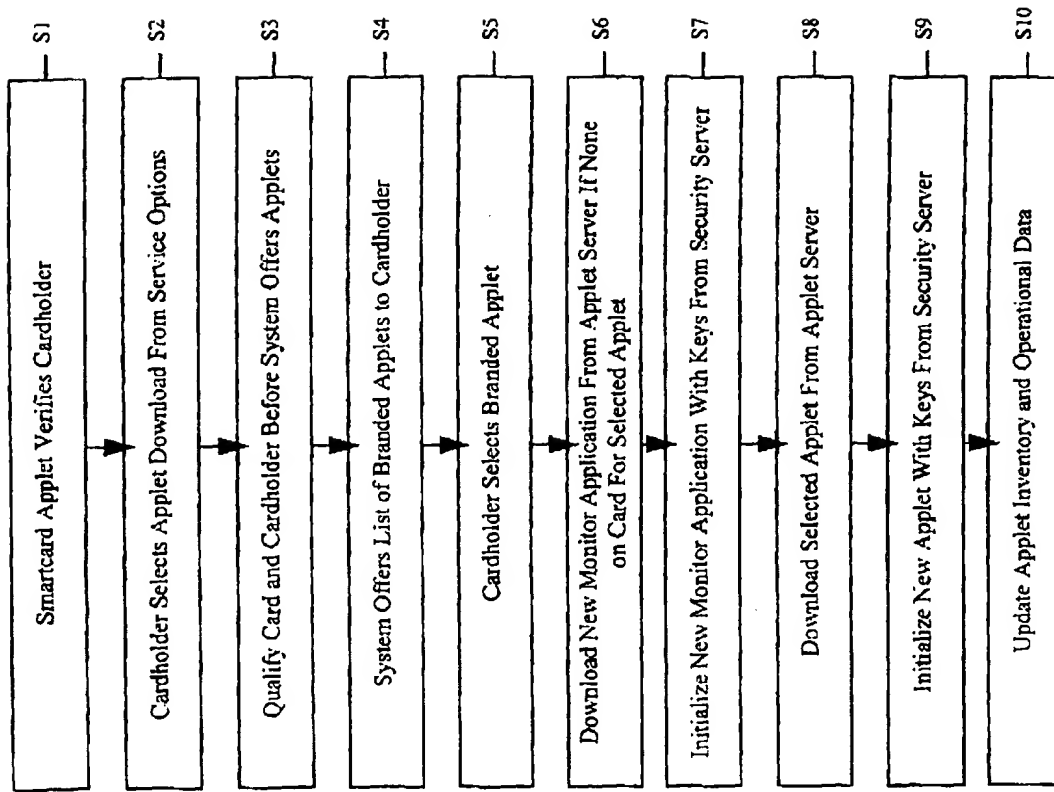 Smartcard Applet Verifies Cardholder
S1
Cardholder Selects Applet Download From Service Options
S2
Qualify Card and Cardholder Before System Offers Applets
S3
System Offers List of Branded Applets to Cardholder
S4
Cardholder Selects Branded Applet
S5
Download New Monitor Application From Applet Server If None
on Card For Selected Applet
S6
Initialize New Monitor Application With Keys From Security Server
S7
Download Selected Applet From Applet Server
S8
Initialize New Applet With Keys From Security Server
S9
Update Applet Inventory and Operational Data
S10